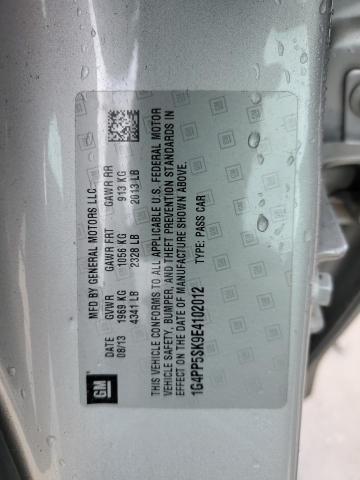 GM
MFD BY GENERAL MOTORS LLC
DATE GVWR GAWR FRT GAWR RR
08/13 1969 KG 1056 KG 913 KG
4341 LB 2328 LB 2013 LB
THIS VEHICLE CONFORMS TO ALL APPLICABLE U.S. FEDERAL MOTOR
VEHICLE SAFETY, BUMPER, AND THEFT PREVENTION STANDARDS IN
EFFECT ON THE DATE OF MANUFACTURE SHOWN ABOVE.
TYPE: PASS CAR
1G4PP5SK9E4102012